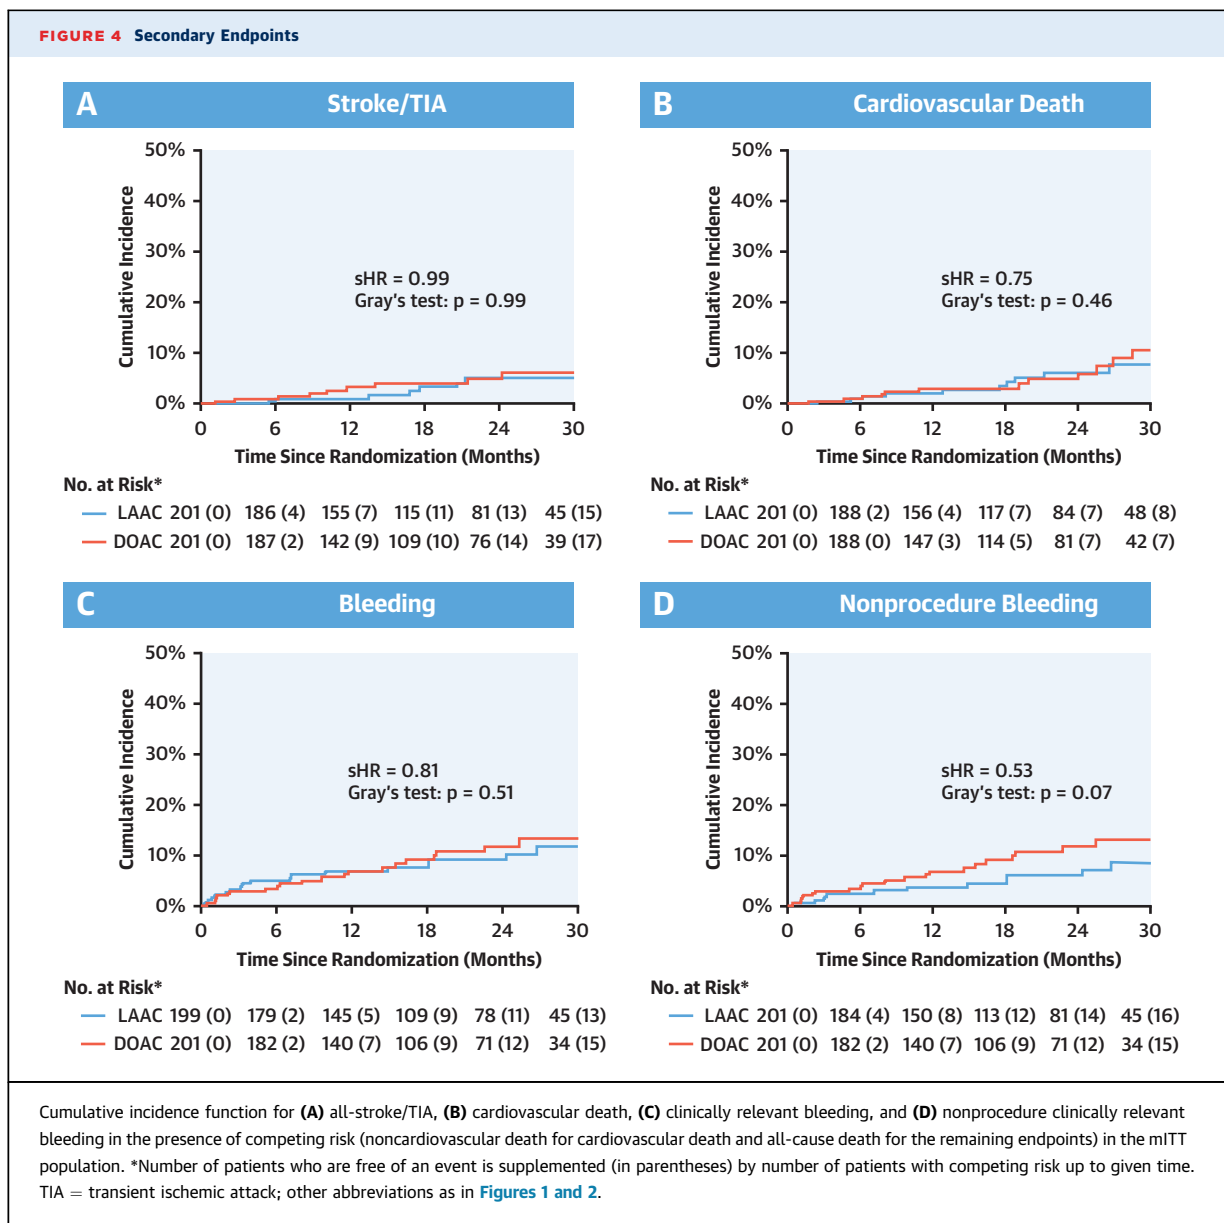 FIGURE 4 Secondary Endpoints
A Stroke/TIA
50%
40%
30%
20%
10%
0%
Cumulative Incidence
sHR = 0.99
Gray's test: p = 0.99
0 6 12 18 24 30
Time Since Randomization (Months)
No. at Risk*
LAAC 201 (0) 186 (4) 155 (7) 115 (11) 81 (13) 45 (15)
DOAC 201 (0) 187 (2) 142 (9) 109 (10) 76 (14) 39 (17)
B Cardiovascular Death
50%
40%
30%
20%
10%
0%
Cumulative Incidence
sHR = 0.75
Gray's test: p = 0.46
0 6 12 18 24 30
Time Since Randomization (Months)
No. at Risk*
LAAC 201 (0) 188 (2) 156 (4) 117 (7) 84 (7) 48 (8)
DOAC 201 (0) 188 (0) 147 (3) 114 (5) 81 (7) 42 (7)
C Bleeding
50%
40%
30%
20%
10%
0%
Cumulative Incidence
sHR = 0.81
Gray's test: p = 0.51
0 6 12 18 24 30
Time Since Randomization (Months)
No. at Risk*
LAAC 199 (0) 179 (2) 145 (5) 109 (9) 78 (11) 45 (13)
DOAC 201 (0) 182 (2) 140 (7) 106 (9) 71 (12) 34 (15)
D Nonprocedure Bleeding
50%
40%
30%
20%
10%
0%
Cumulative Incidence
sHR = 0.53
Gray's test: p = 0.07
0 6 12 18 24 30
Time Since Randomization (Months)
No. at Risk*
LAAC 201 (0) 184 (4) 150 (8) 113 (12) 81 (14) 45 (16)
DOAC 201 (0) 182 (2) 140 (7) 106 (9) 71 (12) 34 (15)
Cumulative incidence function for (A) all-stroke/TIA, (B) cardiovascular death, (C) clinically relevant bleeding, and (D) nonprocedure clinically relevant
bleeding in the presence of competing risk (noncardiovascular death for cardiovascular death and all-cause death for the remaining endpoints) in the mITT
population. *Number of patients who are free of an event is supplemented (in parentheses) by number of patients with competing risk up to given time.
TIA = transient ischemic attack; other abbreviations as in Figures 1 and 2.